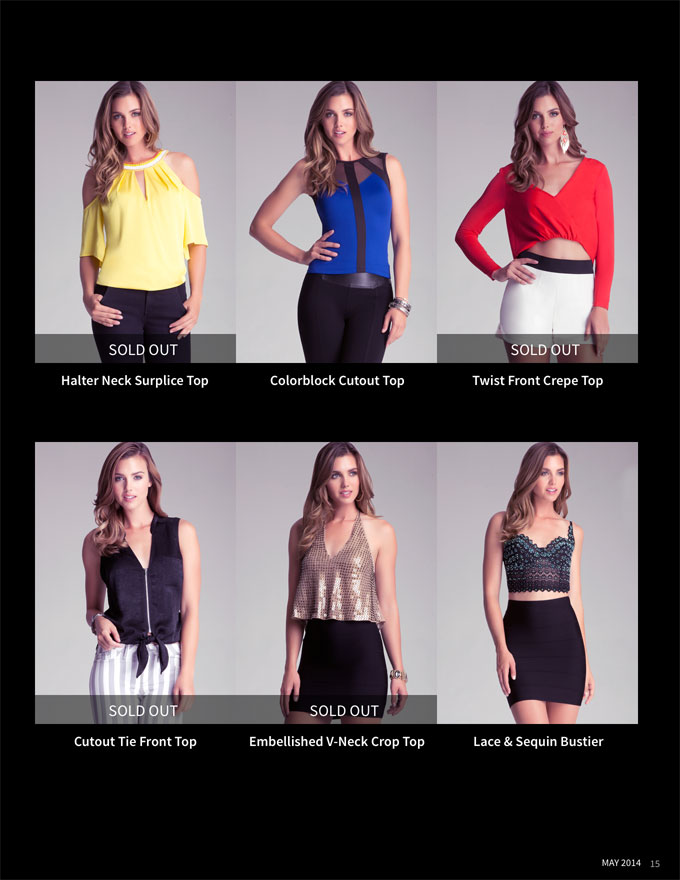 SOLD OUT
SOLD OUT
Halter Neck Surplice Top
Colorblock Cutout Top
Twist Front Crepe Top
SOLD OUT
SOLD OUT
Cutout Tie Front Top
Embellished V-Neck Crop Top
Lace & Sequin Bustier
MAY 2014 15